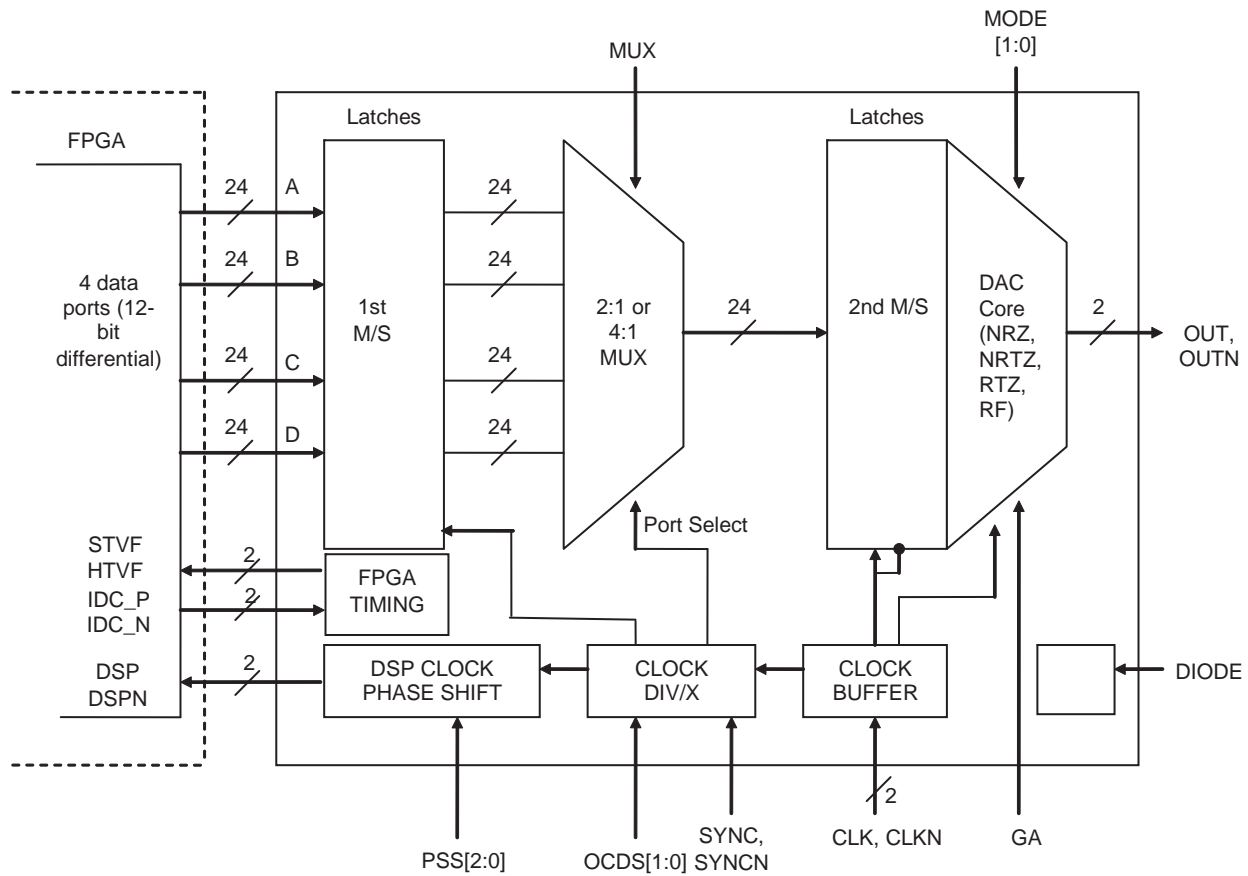 MODE
[1:0]
MUX
Latches
Latches
FPGA
24
A
24
24
B
24
4 data
ports (12-
bit
differential)
1st
M/S
2:1 or
4:1
MUX
24
2nd M/S
DAC
Core
(NRZ,
NRTZ,
RTZ,
RF)
2
OUT,
OUTN
24
C
24
24
D
24
Port Select
STVF
HTVF
2
IDC_P
IDC_N
2
FPGA
TIMING
DSP
DSPN
2
DSP CLOCK
PHASE SHIFT
CLOCK
DIV/X
CLOCK
BUFFER
DIODE
2
PSS[2:0]
OCDS[1:0]
SYNC,
SYNCN
CLK, CLKN
GA